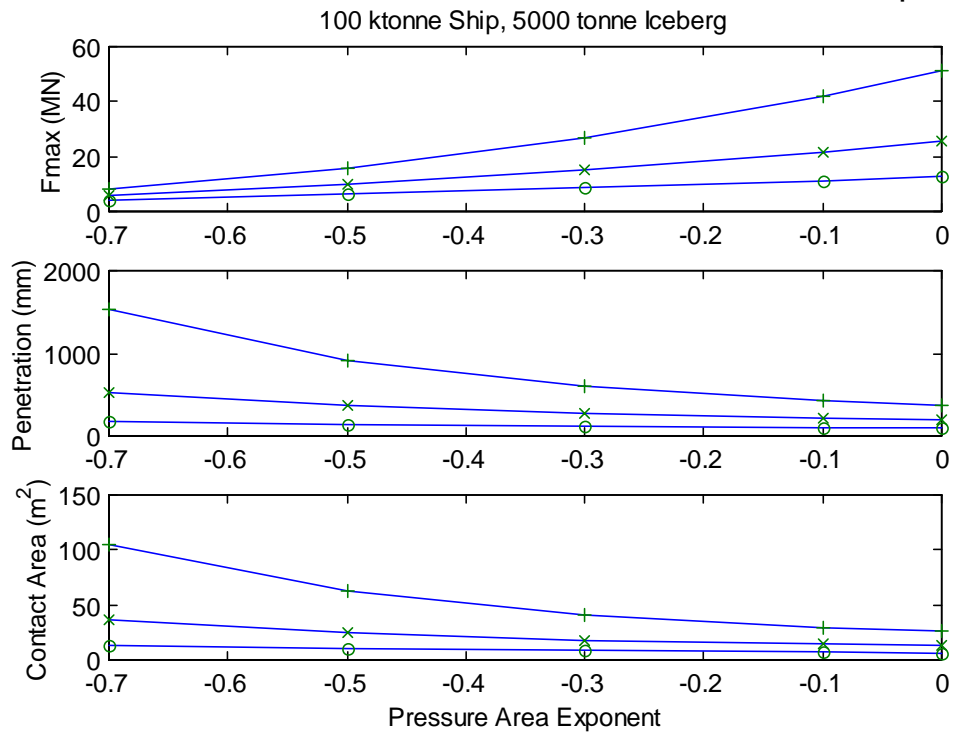 100 ktonne Ship, 5000 tonne Iceberg
Fmax (MN)
60
40
20
0
-0.7 -0.6 -0.5 -0.4 -0.3 -0.2 -0.1 0
Penetration (mm)
2000
1000
0
-0.7 -0.6 -0.5 -0.4 -0.3 -0.2 -0.1 0
Contact Area (m²)
150
100
50
0
-0.7 -0.6 -0.5 -0.4 -0.3 -0.2 -0.1 0
Pressure Area Exponent